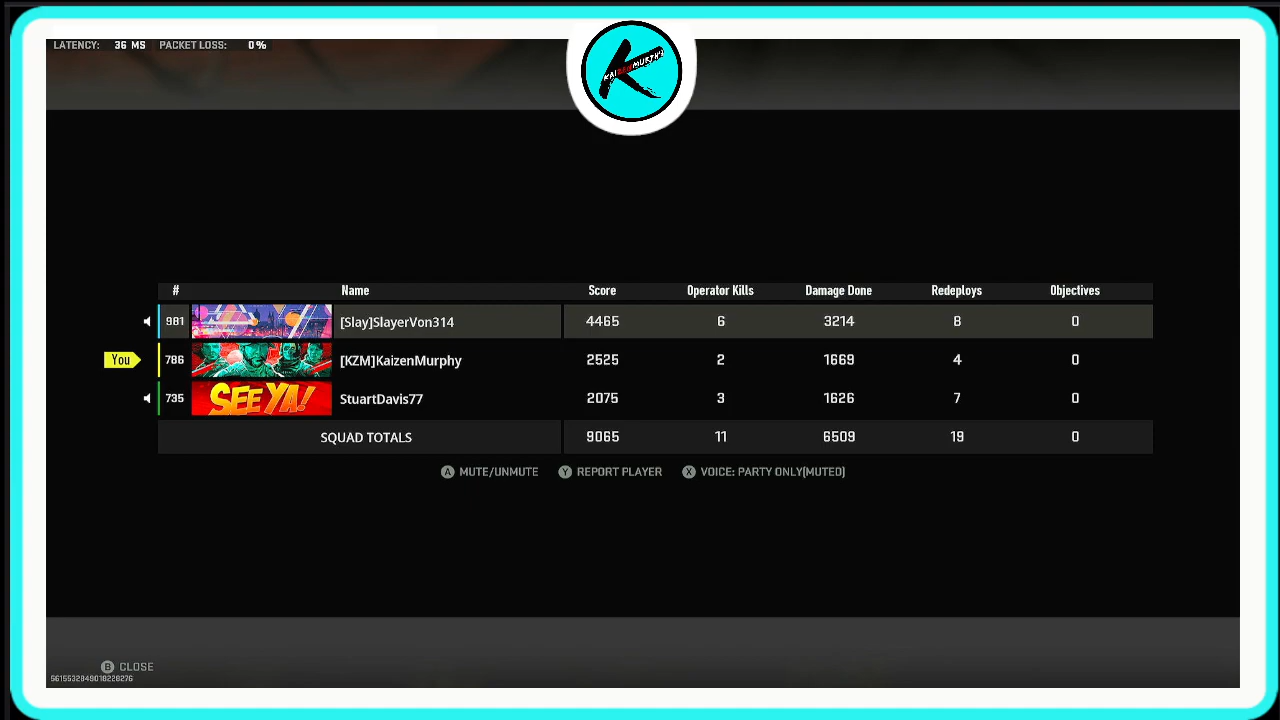 LATENCY: 36 MS PACKET LOSS: 0 %
KAIZENMURPHY
# Name Score Operator Kills Damage Done Redeploys Objectives
981 [Slay]SlayerVon314 4465 6 3214 8 0
You 786 [KZM]KaizenMurphy 2525 2 1669 4 0
735 SEE YA! StuartDavis77 2075 3 1626 7 0
SQUAD TOTALS 9065 11 6509 19 0
A MUTE/UNMUTE Y REPORT PLAYER X VOICE: PARTY ONLY(MUTED)
B CLOSE